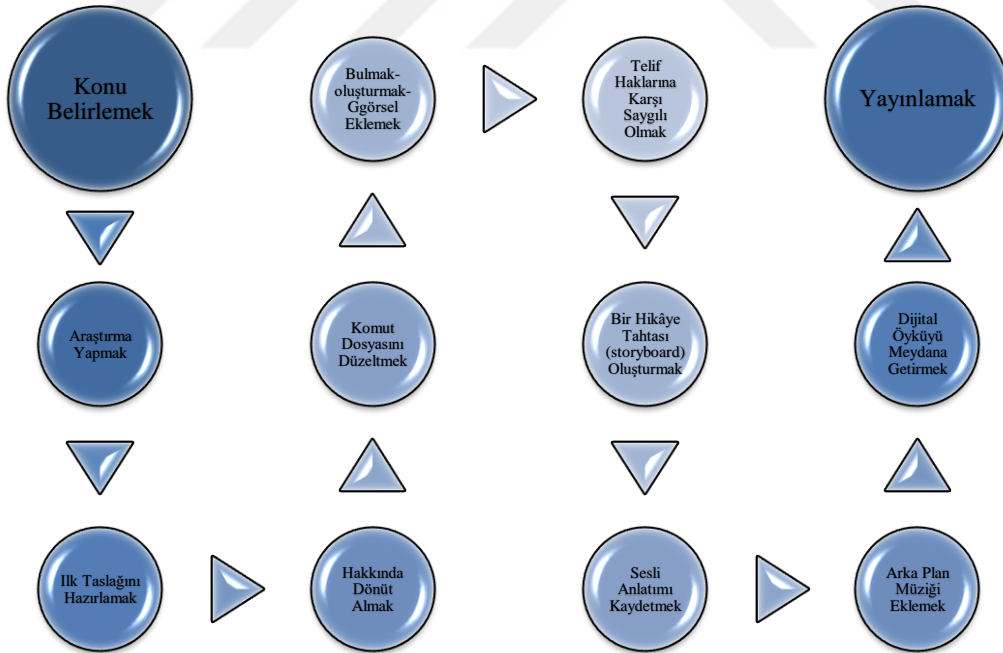 Konu
Belirlemek
Araştırma
Yapmak
Ilk Taslağını
Hazırlamak
Hakkında
Dönüt
Almak
Komut
Dosyasını
Düzeltmek
Bulmak-
oluşturmak-
Ggörsel
Eklemek
Telif
Haklarına
Karşı
Saygılı
Olmak
Bir Hikâye
Tahtası
(storyboard)
Oluşturmak
Sesli
Anlatımı
Kaydetmek
Arka Plan
Müziği
Eklemek
Dijital
Öyküyü
Meydana
Getirmek
Yayınlamak